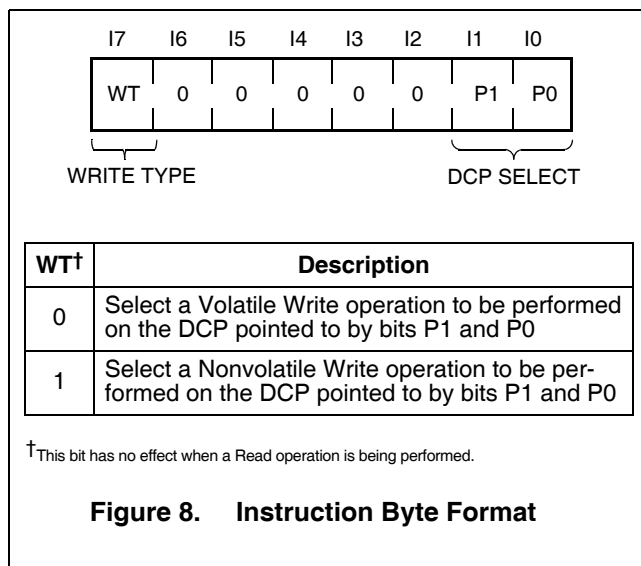 I7 I6 I5 I4 I3 I2 I1 I0
WT 0 0 0 0 0 P1 P0
WRITE TYPE DCP SELECT
WT† Description
0 Select a Volatile Write operation to be performed
on the DCP pointed to by bits P1 and P0
1 Select a Nonvolatile Write operation to be per-
formed on the DCP pointed to by bits P1 and P0
†This bit has no effect when a Read operation is being performed.
Figure 8. Instruction Byte Format